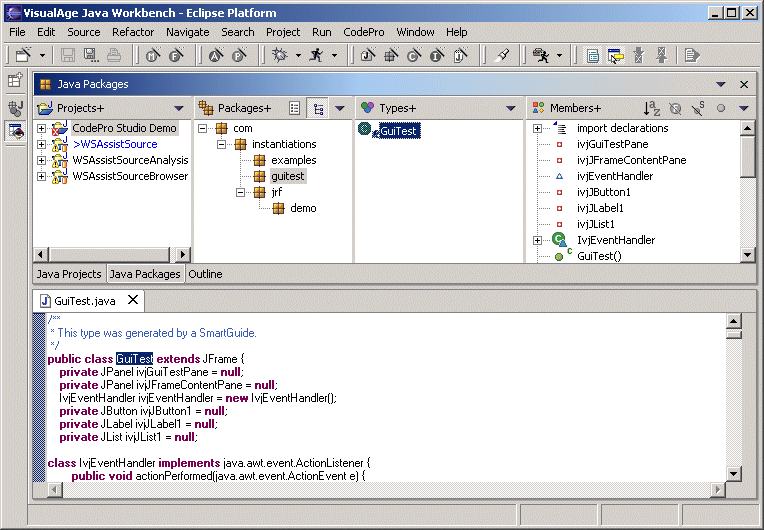 VisualAge Java Workbench - Eclipse Platform
File Edit Source Refactor Navigate Search Project Run CodePro Window Help
Java Packages
Projects+ Packages+ Types+ Members+
CodePro Studio Demo
>WSAssistSource
WSAssistSourceAnalysis
WSAssistSourceBrowser
com
instantiations
examples
guitest
jrf
demo
GuiTest
import declarations
ivjGuiTestPane
ivjJFrameContentPane
ivjEventHandler
ivjJButton1
ivjJLabel1
ivjJList1
IvjEventHandler
GuiTest()
Java Projects Java Packages Outline
GuiTest.java
/**
* This type was generated by a SmartGuide.
*/
public class GuiTest extends JFrame {
private JPanel ivjGuiTestPane = null;
private JPanel ivjJFrameContentPane = null;
IvjEventHandler ivjEventHandler = new IvjEventHandler();
private JButton ivjJButton1 = null;
private JLabel ivjJLabel1 = null;
private JList ivjJList1 = null;
class IvjEventHandler implements java.awt.event.ActionListener {
public void actionPerformed(java.awt.event.ActionEvent e) {